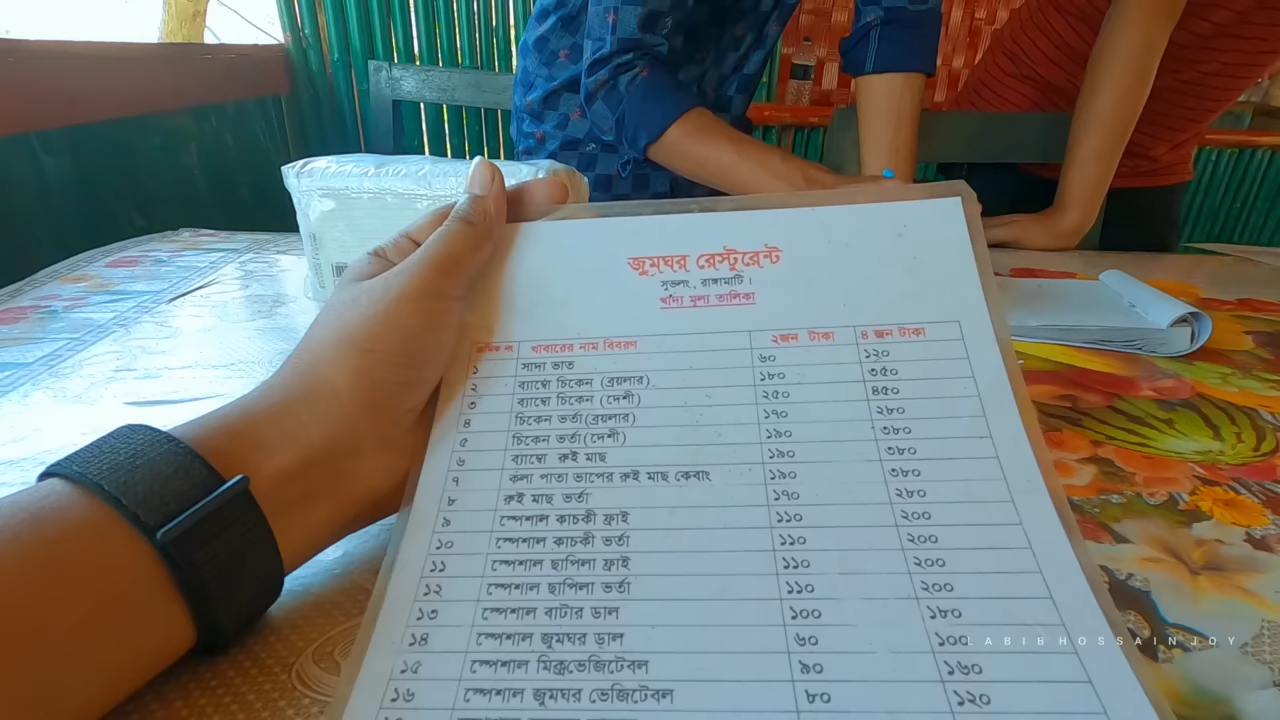 জুমঘর রেস্টুরেন্ট
সুভলং, রাঙ্গামাটি।
খাদ্য মূল্য তালিকা
ক্রমিক নং খাবারের নাম বিবরণ ২জন টাকা ৪ জন টাকা
১ সাদা ভাত ৬০ ১২০
২ ব্যাম্বো চিকেন (ব্রয়লার) ১৮০ ৩৫০
৩ ব্যাম্বো চিকেন (দেশী) ২৫০ ৪৫০
৪ চিকেন ভর্তা (ব্রয়লার) ১৭০ ২৮০
৫ চিকেন ভর্তা (দেশী) ১৯০ ৩৮০
৬ ব্যাম্বো রুই মাছ ১৯০ ৩৮০
৭ কলা পাতা ভাপের রুই মাছ কেবাং ১৯০ ৩৮০
৮ রুই মাছ ভর্তা ১৭০ ২৮০
৯ স্পেশাল কাচকী ফ্রাই ১১০ ২০০
১০ স্পেশাল কাচকী ভর্তা ১১০ ২০০
১১ স্পেশাল ছাপিলা ফ্রাই ১১০ ২০০
১২ স্পেশাল ছাপিলা ভর্তা ১১০ ২০০
১৩ স্পেশাল বাটার ডাল ১০০ ১৮০
১৪ স্পেশাল জুমঘর ডাল ৬০ ১০০
LABIB HOSSAIN JOY
১৫ স্পেশাল মিক্সভেজিটেবল ৯০ ১৬০
১৬ স্পেশাল জুমঘর ভেজিটেবল ৮০ ১২০